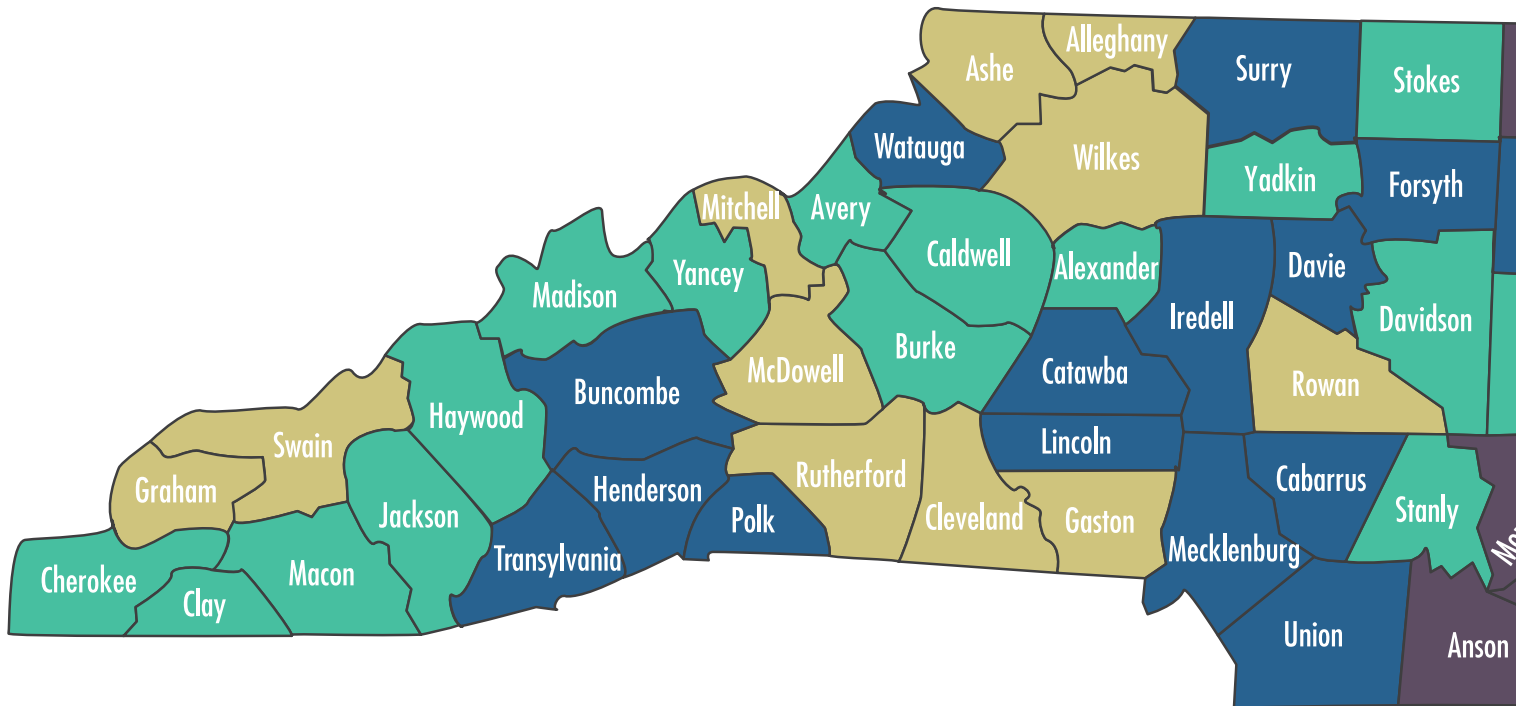 Alleghany
Ashe
Surry
Stokes
Watauga
Wilkes
Yadkin
Forsyth
Mitchell
Avery
Caldwell
Alexander
Davie
Yancey
Madison
Iredell
Davidson
Burke
McDowell
Catawba
Rowan
Buncombe
Haywood
Swain
Lincoln
Graham
Henderson
Rutherford
Cabarrus
Jackson
Polk
Cleveland
Gaston
Stanly
Transylvania
Mecklenburg
Cherokee
Macon
Clay
Union
Anson